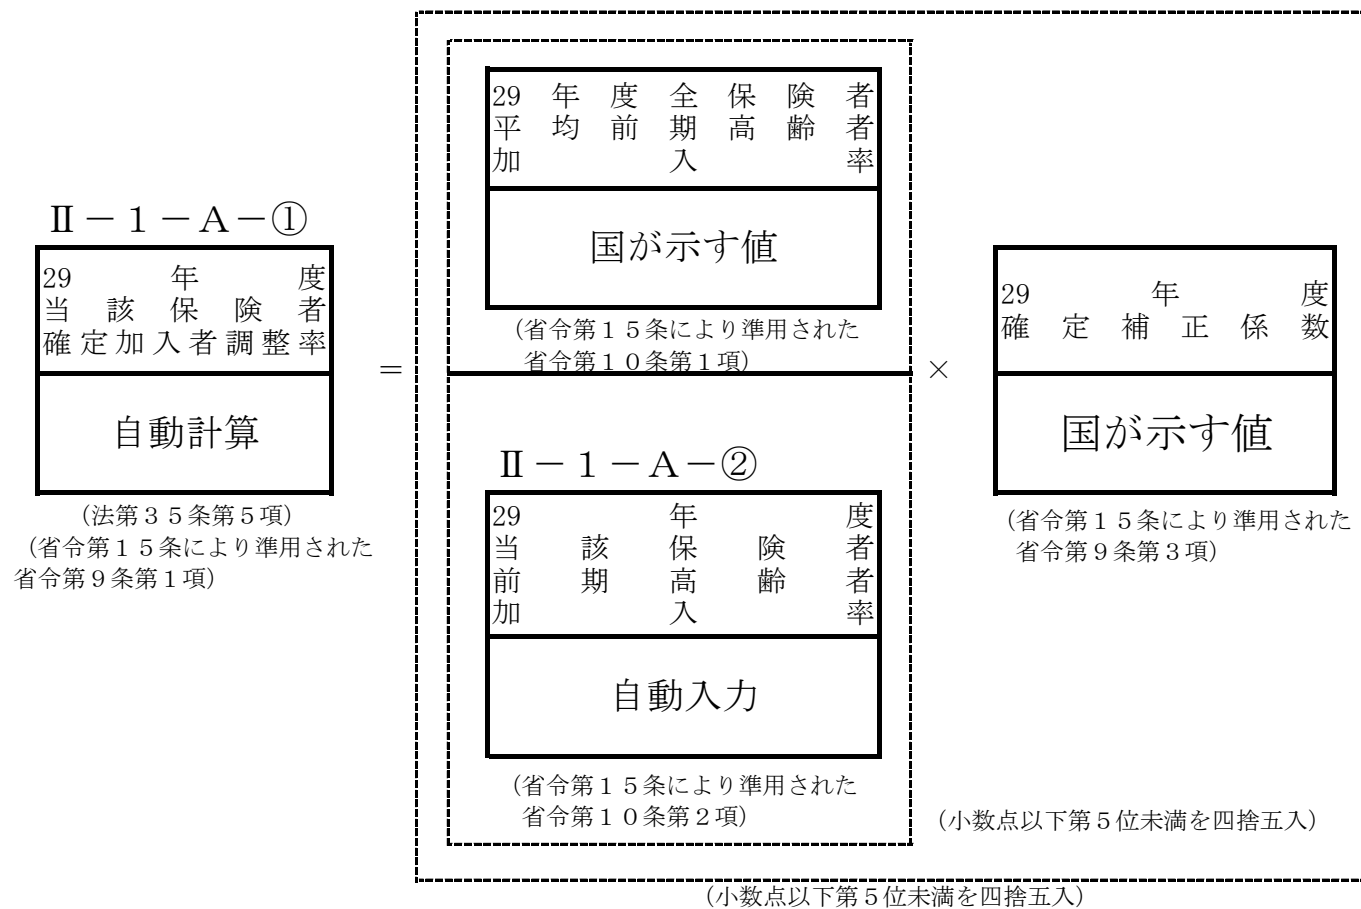 29年度全保険者
平均前期高齢者
加入率
国が示す値
(省令第１５条により準用された
省令第１０条第１項)
Ⅱ－１－Ａ－①
29年度
当該保険者
確定加入者調整率
自動計算
(法第３５条第５項)
(省令第１５条により準用された
省令第９条第１項)
＝
Ⅱ－１－Ａ－②
29年度
当該保険者
前期高齢者
加入率
自動入力
(省令第１５条により準用された
省令第１０条第２項)
×
29年度
確定補正係数
国が示す値
(省令第１５条により準用された
省令第９条第３項)
(小数点以下第５位未満を四捨五入)
(小数点以下第５位未満を四捨五入)